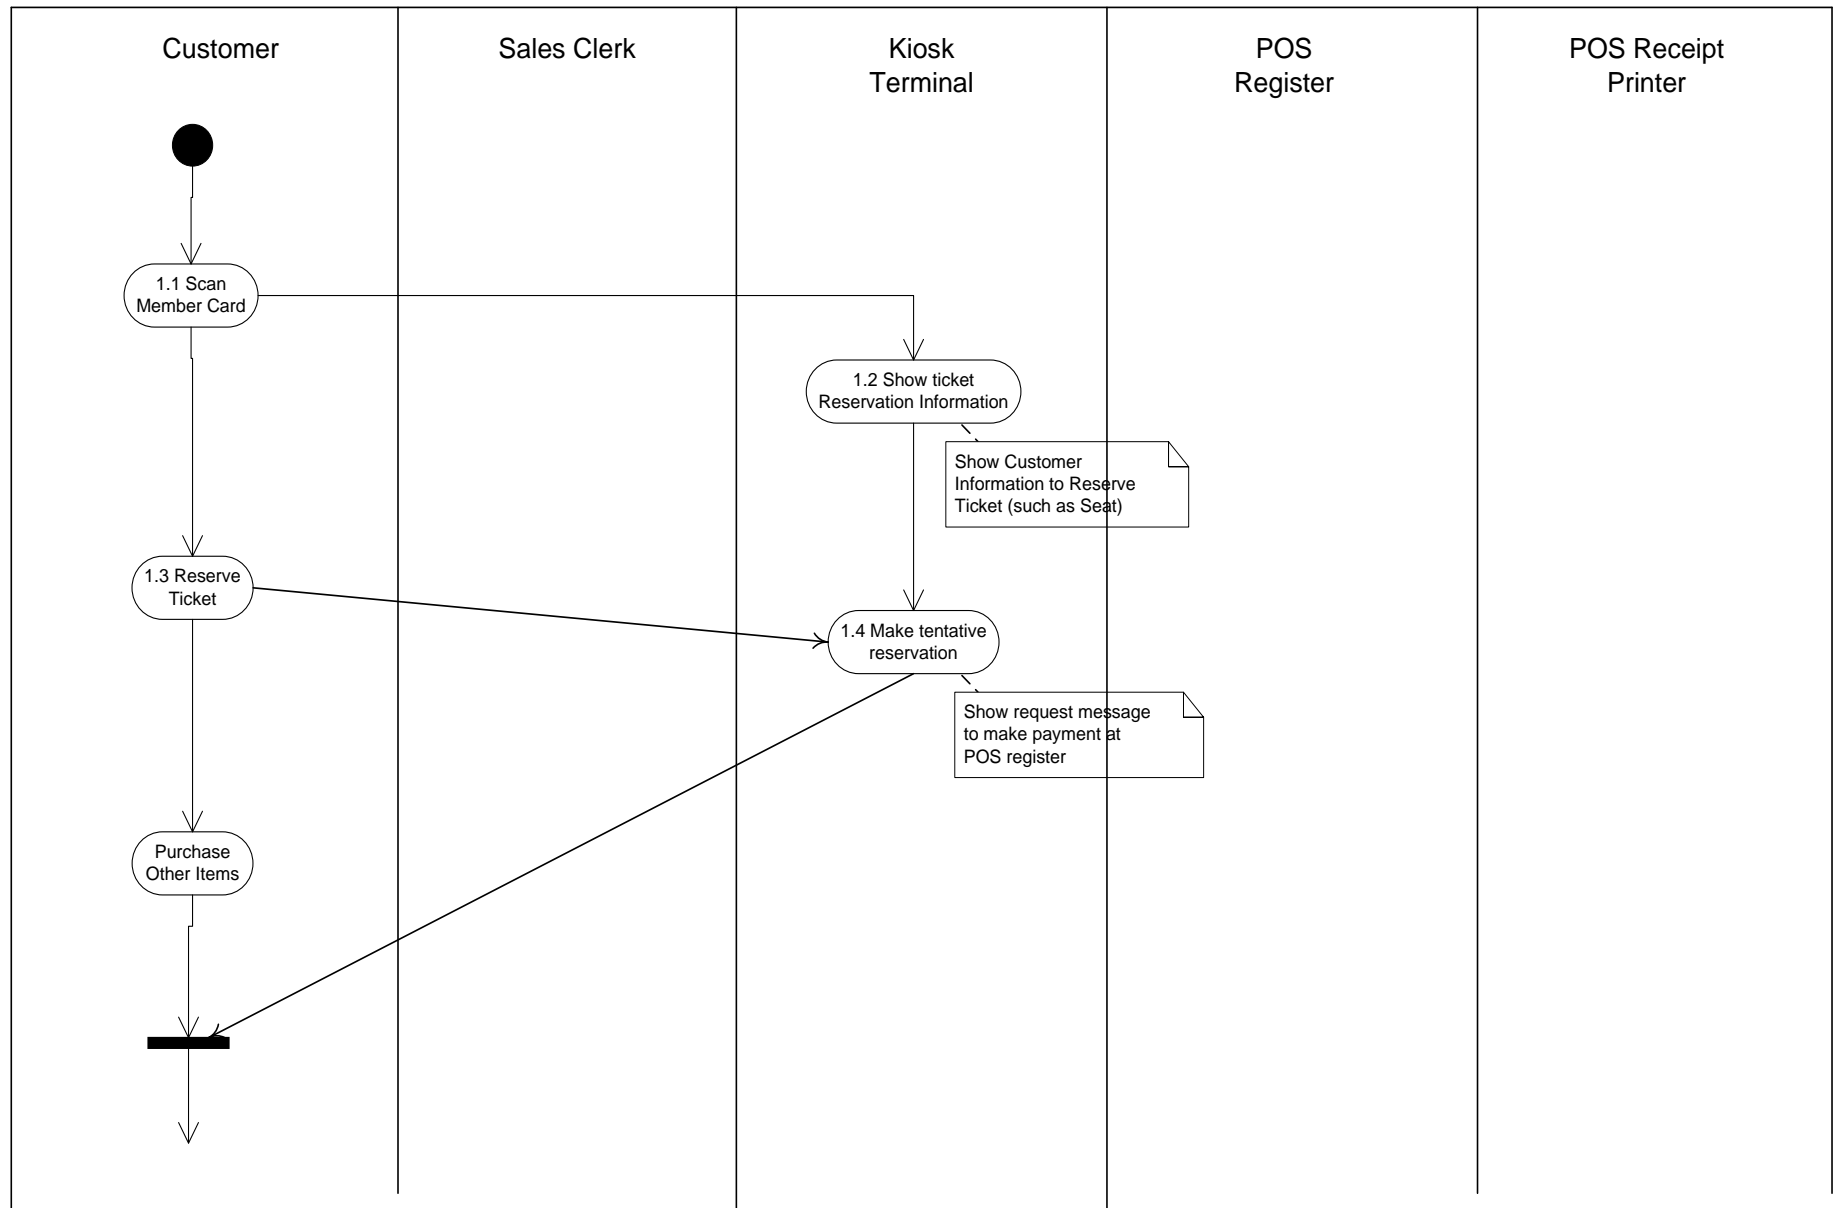 Customer
Sales Clerk
Kiosk
Terminal
POS
Register
POS Receipt
Printer
1.1 Scan
Member Card
1.2 Show ticket
Reservation Information
Show Customer
Information to Reserve
Ticket (such as Seat)
1.3 Reserve
Ticket
1.4 Make tentative
reservation
Show request message
to make payment at
POS register
Purchase
Other Items